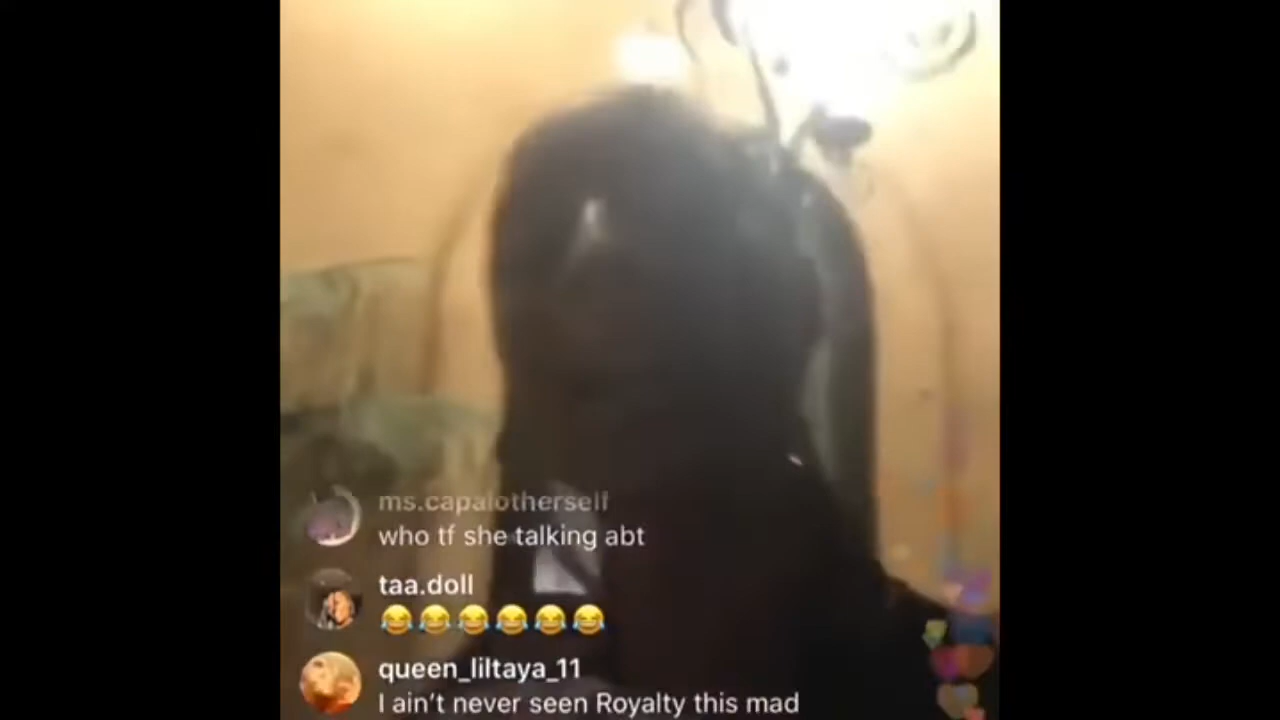 ms.capalotherself
who tf she talking abt
taa.doll
😂😂😂😂😂😂
queen_liltaya_11
I ain't never seen Royalty this mad